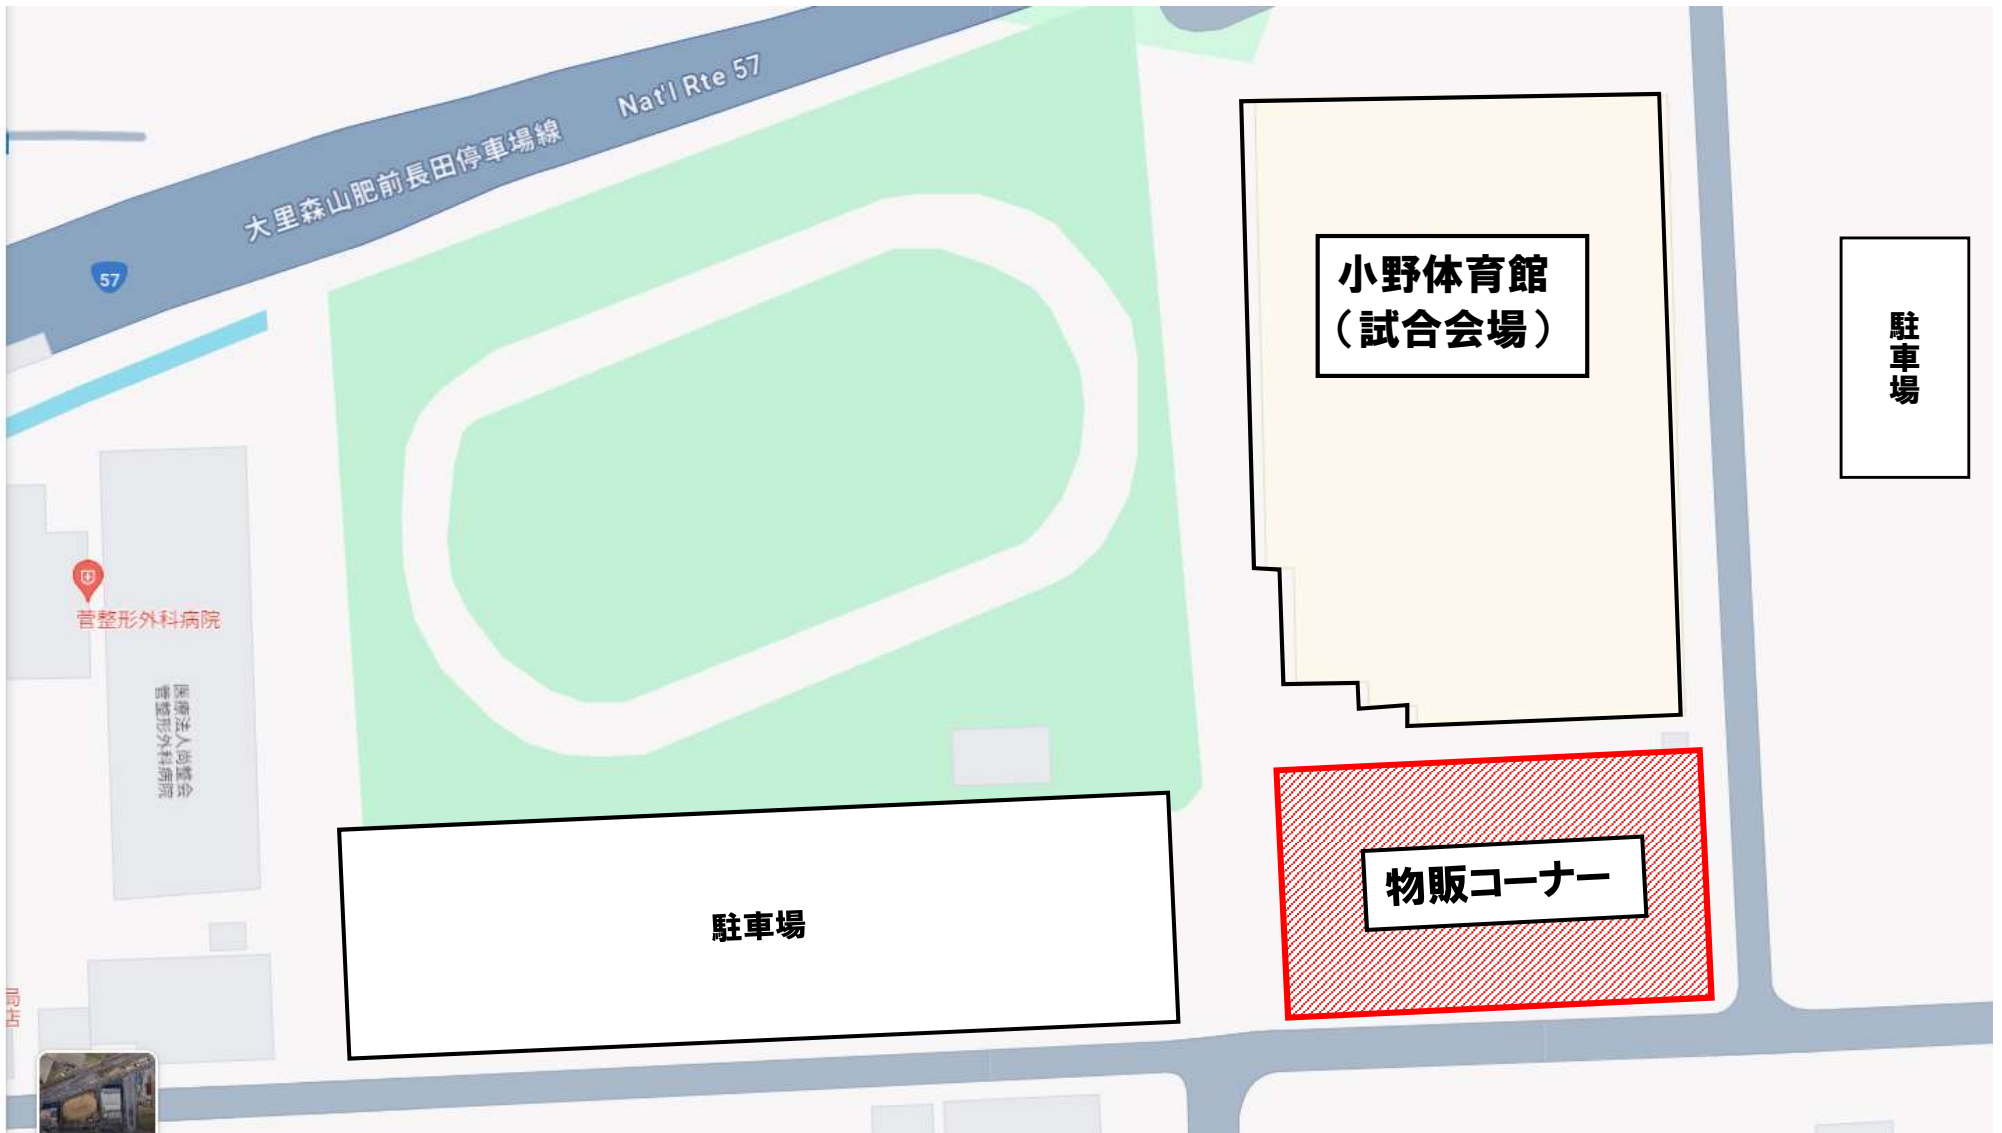 Nat'l Rte 57
大里森山肥前長田停車場線
57
小野体育館
（試合会場）
駐車場
菅整形外科病院
医療法人尚整会
菅整形外科病院
物販コーナー
駐車場
局
店